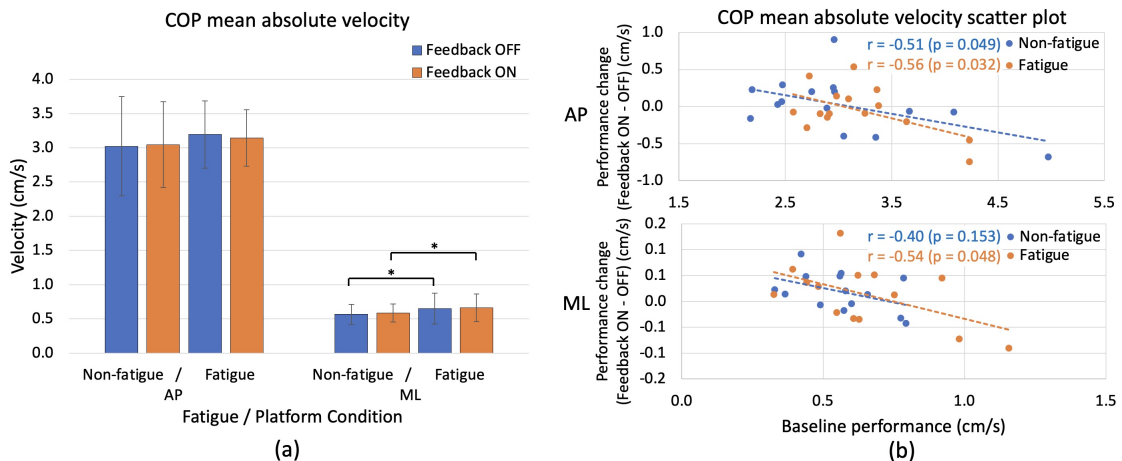 COP mean absolute velocity
Feedback OFF
Feedback ON
Velocity (cm/s)
4.0
3.5
3.0
2.5
2.0
1.5
1.0
0.5
0.0
*
*
Non-fatigue / Fatigue
AP
Non-fatigue / Fatigue
ML
Fatigue / Platform Condition
(a)
COP mean absolute velocity scatter plot
AP
Performance change
(Feedback ON - OFF) (cm/s)
1.0
0.5
0.0
-0.5
-1.0
r = -0.51 (p = 0.049) Non-fatigue
r = -0.56 (p = 0.032) Fatigue
1.5 2.5 3.5 4.5 5.5
ML
Performance change
(Feedback ON - OFF) (cm/s)
0.2
0.1
0.1
0.0
-0.1
-0.1
-0.2
r = -0.40 (p = 0.153) Non-fatigue
r = -0.54 (p = 0.048) Fatigue
0.0 0.5 1.0 1.5
Baseline performance (cm/s)
(b)